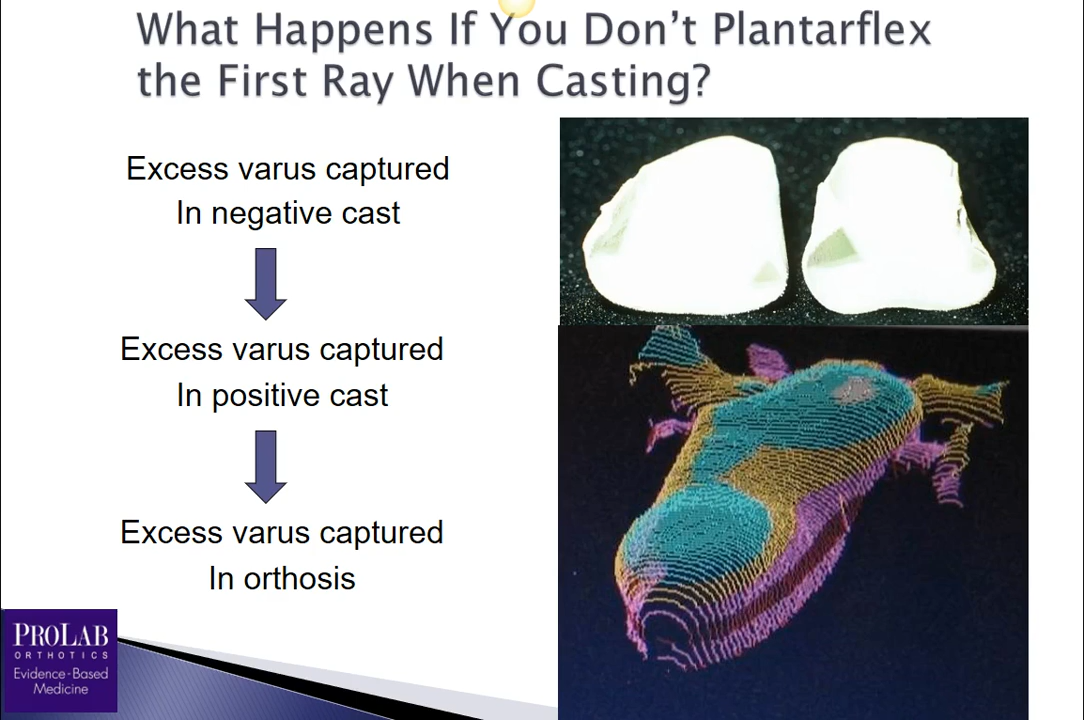 What Happens If You Don't Plantarflex
the First Ray When Casting?
Excess varus captured
In negative cast
Excess varus captured
In positive cast
Excess varus captured
In orthosis
PROLAB
ORTHOTICS
Evidence-Based
Medicine